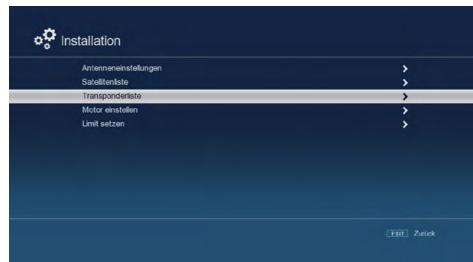 Installation
Antenneneinstellungen
Satellitenliste
Transponderliste
Motor einstellen
Limit setzen
EXIT Zurück